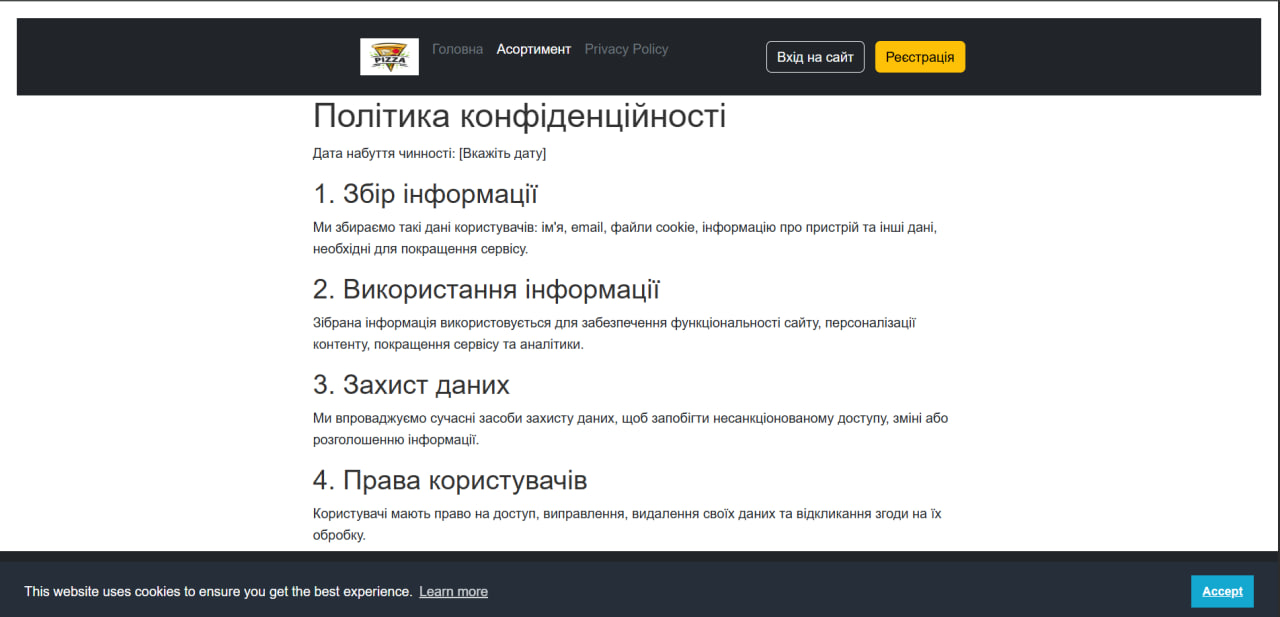 PIZZA
Головна Асортимент Privacy Policy Вхід на сайт Реєстрація
Політика конфіденційності
Дата набуття чинності: [Вкажіть дату]
1. Збір інформації
Ми збираємо такі дані користувачів: ім'я, email, файли cookie, інформацію про пристрій та інші дані,
необхідні для покращення сервісу.
2. Використання інформації
Зібрана інформація використовується для забезпечення функціональності сайту, персоналізації
контенту, покращення сервісу та аналітики.
3. Захист даних
Ми впроваджуємо сучасні засоби захисту даних, щоб запобігти несанкціонованому доступу, зміні або
розголошенню інформації.
4. Права користувачів
Користувачі мають право на доступ, виправлення, видалення своїх даних та відкликання згоди на їх
обробку.
This website uses cookies to ensure you get the best experience. Learn more Accept